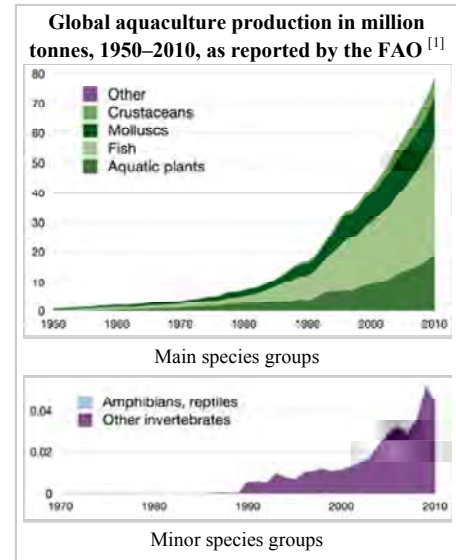 Global aquaculture production in million
tonnes, 1950–2010, as reported by the FAO [1]
80
70
60
50
40
30
20
10
0
Other
Crustaceans
Molluscs
Fish
Aquatic plants
1950 1960 1970 1980 1990 2000 2010
Main species groups
0.04
0.02
0
Amphibians, reptiles
Other invertebrates
1970 1980 1990 2000 2010
Minor species groups